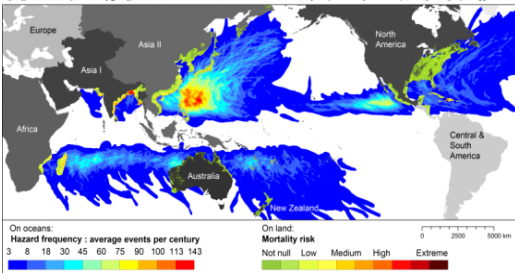 Europe
Asia II
North
America
Asia I
Africa
Central &
South
America
Australia
New Zealand
On oceans:
Hazard frequency : average events per century
3 8 18 30 45 60 75 90 100 113 143
On land:
Mortality risk
Not null Low Medium High Extreme
0 2500 5000 km